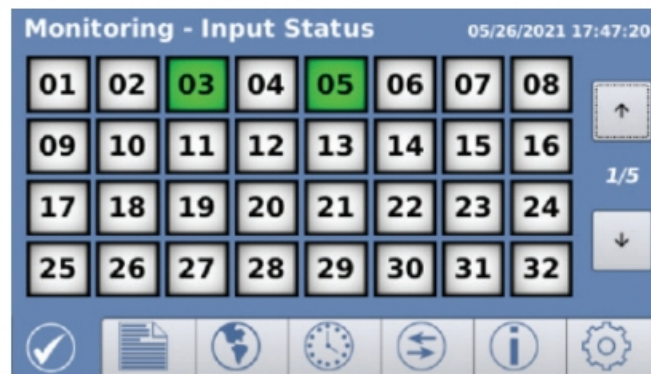 Monitoring - Input Status 05/26/2021 17:47:20
01 02 03 04 05 06 07 08
09 10 11 12 13 14 15 16
1/5
17 18 19 20 21 22 23 24
25 26 27 28 29 30 31 32